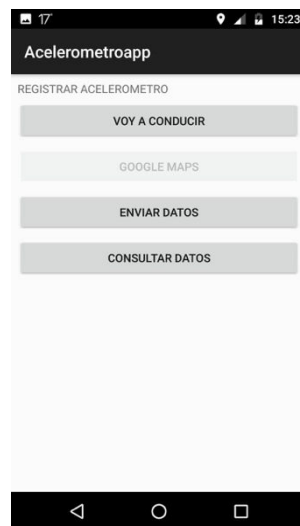 17° 15:23
Acelerometroapp
REGISTRAR ACELEROMETRO
VOY A CONDUCIR
GOOGLE MAPS
ENVIAR DATOS
CONSULTAR DATOS